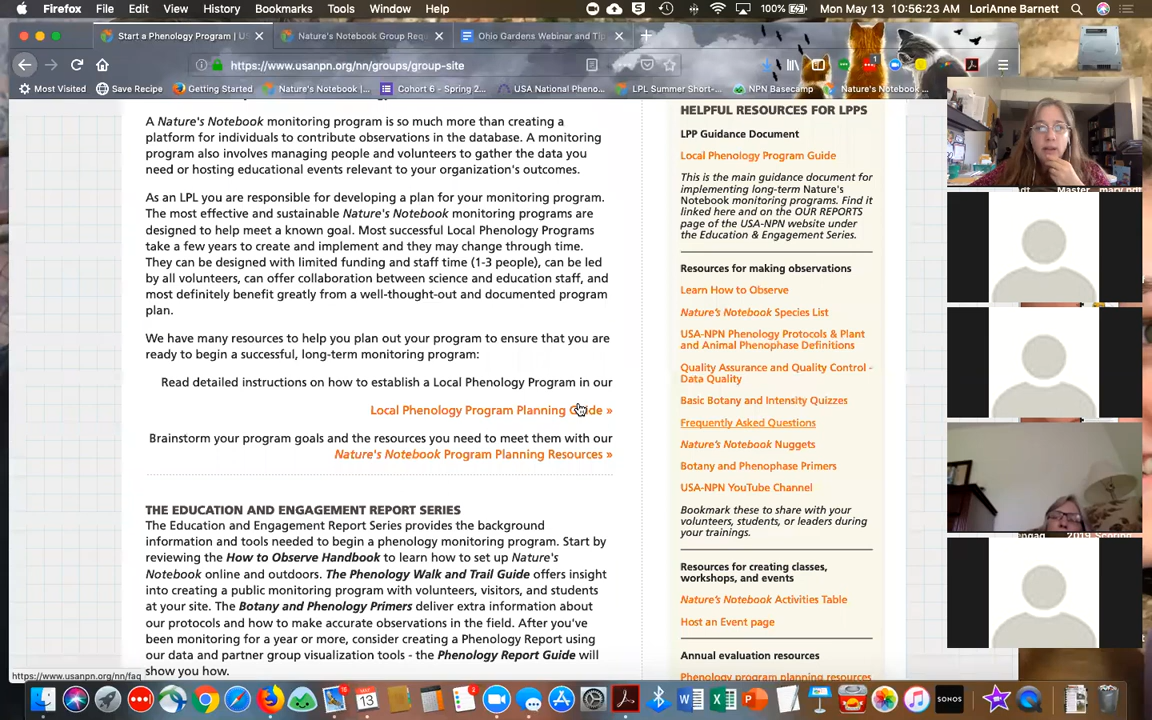 Firefox File Edit View History Bookmarks Tools Window Help 100% Mon May 13 10:56:23 AM LoriAnne Barnett
Start a Phenology Program | US Nature's Notebook Group Req Ohio Gardens Webinar and Tip
https://www.usanpn.org/nn/groups/group-site
Most Visited Save Recipe Getting Started Nature's Notebook |... Cohort 6 - Spring 2... USA National Pheno... LPL Summer Short-... NPN Basecamp Nature's Notebook ...
A Nature's Notebook monitoring program is so much more than creating a
platform for individuals to contribute observations in the database. A monitoring
program also involves managing people and volunteers to gather the data you
need or hosting educational events relevant to your organization's outcomes.
As an LPL you are responsible for developing a plan for your monitoring program.
The most effective and sustainable Nature's Notebook monitoring programs are
designed to help meet a known goal. Most successful Local Phenology Programs
take a few years to create and implement and they may change through time.
They can be designed with limited funding and staff time (1-3 people), can be led
by all volunteers, can offer collaboration between science and education staff, and
most definitely benefit greatly from a well-thought-out and documented program
plan.
We have many resources to help you plan out your program to ensure that you are
ready to begin a successful, long-term monitoring program:
Read detailed instructions on how to establish a Local Phenology Program in our
Local Phenology Program Planning Guide »
Brainstorm your program goals and the resources you need to meet them with our
Nature's Notebook Program Planning Resources »
THE EDUCATION AND ENGAGEMENT REPORT SERIES
The Education and Engagement Report Series provides the background
information and tools needed to begin a phenology monitoring program. Start by
reviewing the How to Observe Handbook to learn how to set up Nature's
Notebook online and outdoors. The Phenology Walk and Trail Guide offers insight
into creating a public monitoring program with volunteers, visitors, and students
at your site. The Botany and Phenology Primers deliver extra information about
our protocols and how to make accurate observations in the field. After you've
been monitoring for a year or more, consider creating a Phenology Report using
our data and partner group visualization tools - the Phenology Report Guide will
show you how.
https://www.usanpn.org/nn/faq
HELPFUL RESOURCES FOR LPPS
LPP Guidance Document
Local Phenology Program Guide
This is the main guidance document for
implementing long-term Nature's
Notebook monitoring programs. Find it
linked here and on the OUR REPORTS
page of the USA-NPN website under
the Education & Engagement Series.
Resources for making observations
Learn How to Observe
Nature's Notebook Species List
USA-NPN Phenology Protocols & Plant
and Animal Phenophase Definitions
Quality Assurance and Quality Control -
Data Quality
Basic Botany and Intensity Quizzes
Frequently Asked Questions
Nature's Notebook Nuggets
Botany and Phenophase Primers
USA-NPN YouTube Channel
Bookmark these to share with your
volunteers, students, or leaders during
your trainings.
Resources for creating classes,
workshops, and events
Nature's Notebook Activities Table
Host an Event page
Annual evaluation resources
Phenology program planning resources
Master
SONOS